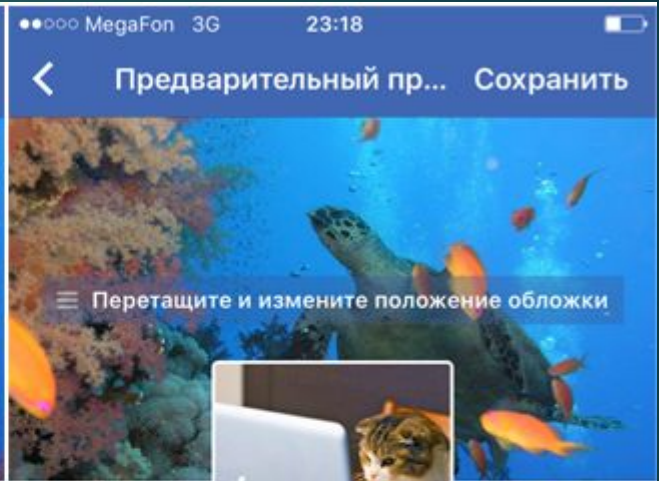 MegaFon 3G 23:18
Предварительный пр... Сохранить
Перетащите и измените положение обложки